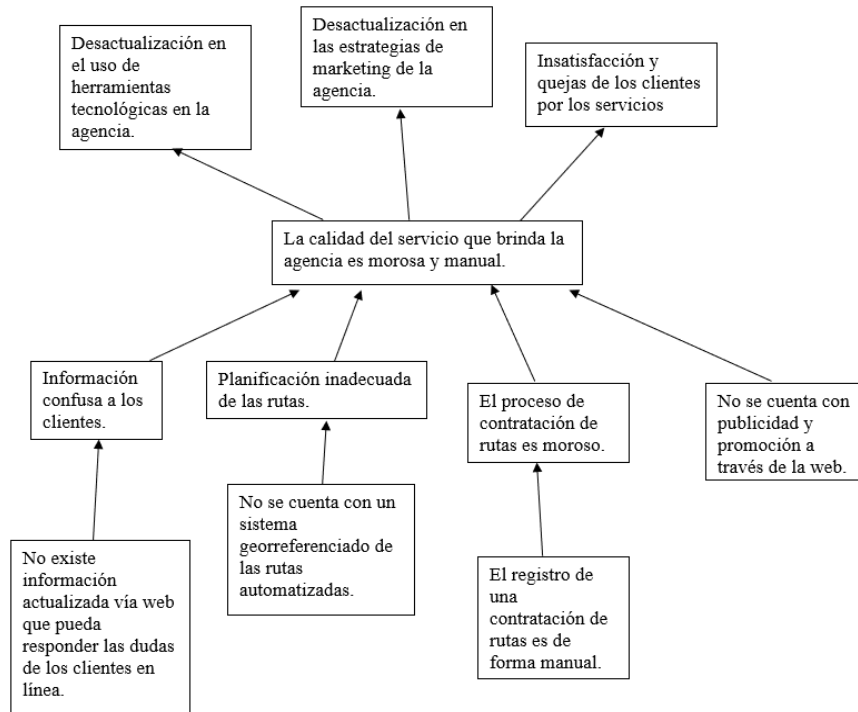 Desactualización en
el uso de
herramientas
tecnológicas en la
agencia.
Desactualización en
las estrategias de
marketing de la
agencia.
Insatisfacción y
quejas de los clientes
por los servicios
La calidad del servicio que brinda la
agencia es morosa y manual.
Información
confusa a los
clientes.
Planificación inadecuada
de las rutas.
El proceso de
contratación de
rutas es moroso.
No se cuenta con
publicidad y
promoción a
través de la web.
No existe
información
actualizada vía web
que pueda
responder las dudas
de los clientes en
línea.
No se cuenta con un
sistema
georreferenciado de
las rutas
automatizadas.
El registro de
una
contratación de
rutas es de
forma manual.